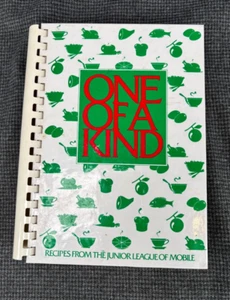 ONE
OF A
KIND
RECIPES FROM THE JUNIOR LEAGUE OF MOBILE